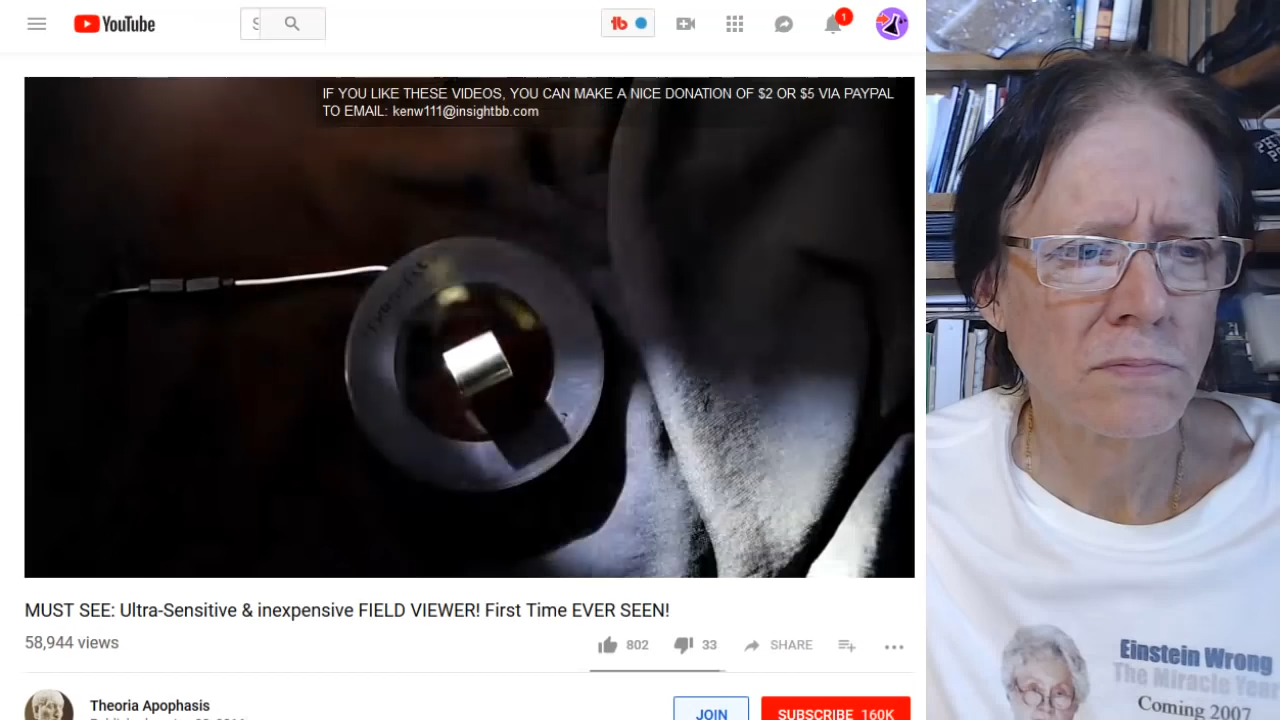 YouTube
S
1
IF YOU LIKE THESE VIDEOS, YOU CAN MAKE A NICE DONATION OF $2 OR $5 VIA PAYPAL
TO EMAIL: kenw111@insightbb.com
MUST SEE: Ultra-Sensitive & inexpensive FIELD VIEWER! First Time EVER SEEN!
58,944 views
802
33
SHARE
Theoria Apophasis
JOIN
SUBSCRIBE 160K
Einstein Wrong
The Miracle Year
Coming 2007